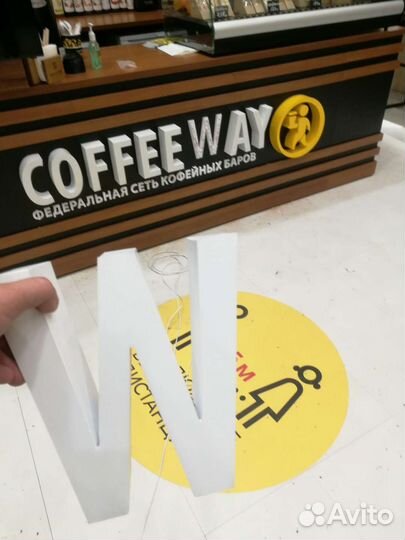 COFFEE WAY
ФЕДЕРАЛЬНАЯ СЕТЬ КОФЕЙНЫХ БАРОВ
W
Avito